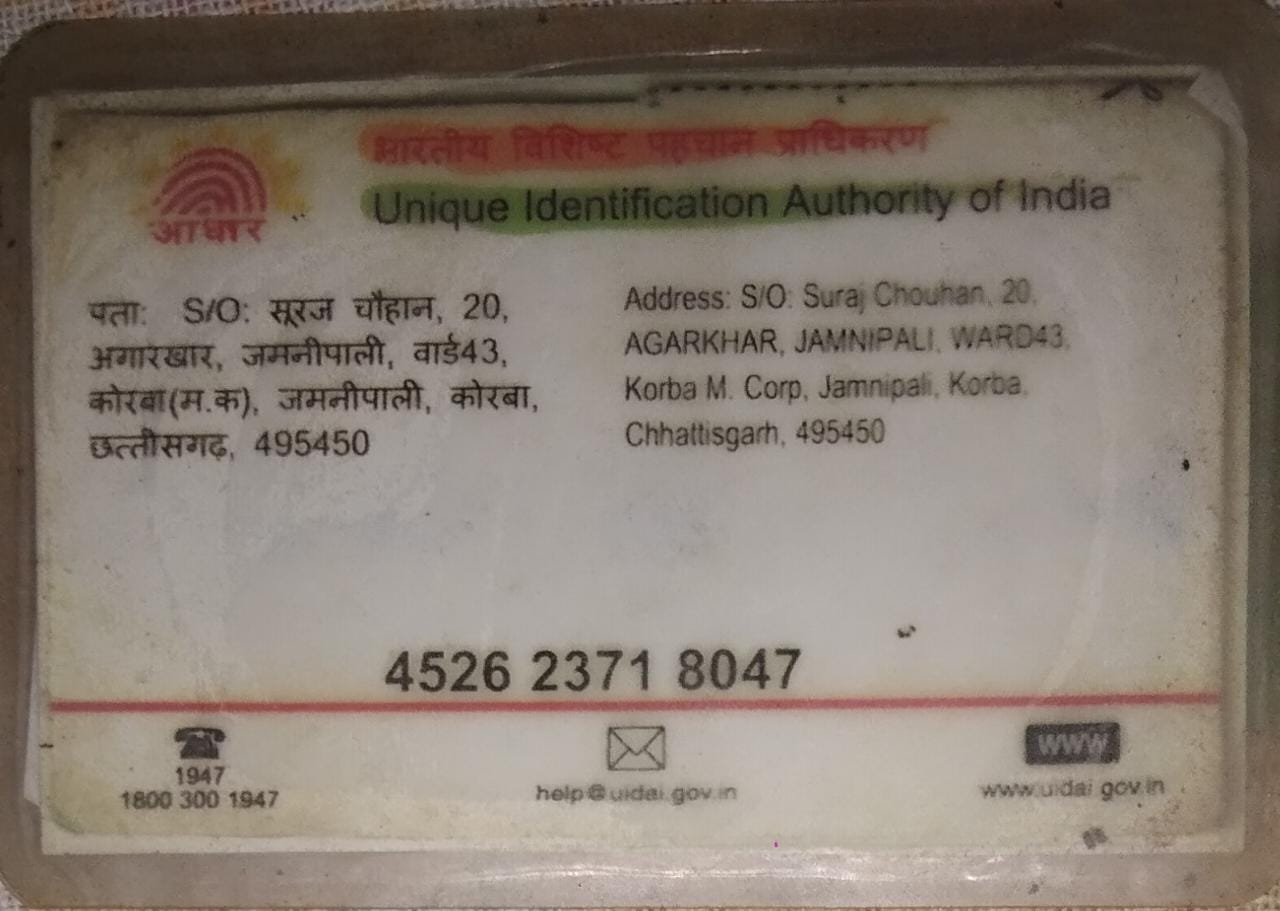 आधार
भारतीय विशिष्ट पहचान प्राधिकरण
Unique Identification Authority of India
पता: S/O: सूरज चौहान, 20,
अगारखार, जमनीपाली, वार्ड43,
कोरबा(म.क), जमनीपाली, कोरबा,
छत्तीसगढ़, 495450
Address: S/O: Suraj Chouhan, 20,
AGARKHAR, JAMNIPALI, WARD43,
Korba M. Corp, Jamnipali, Korba,
Chhattisgarh, 495450
4526 2371 8047
1947
1800 300 1947
help@uidai.gov.in
WWW
www.uidai.gov.in